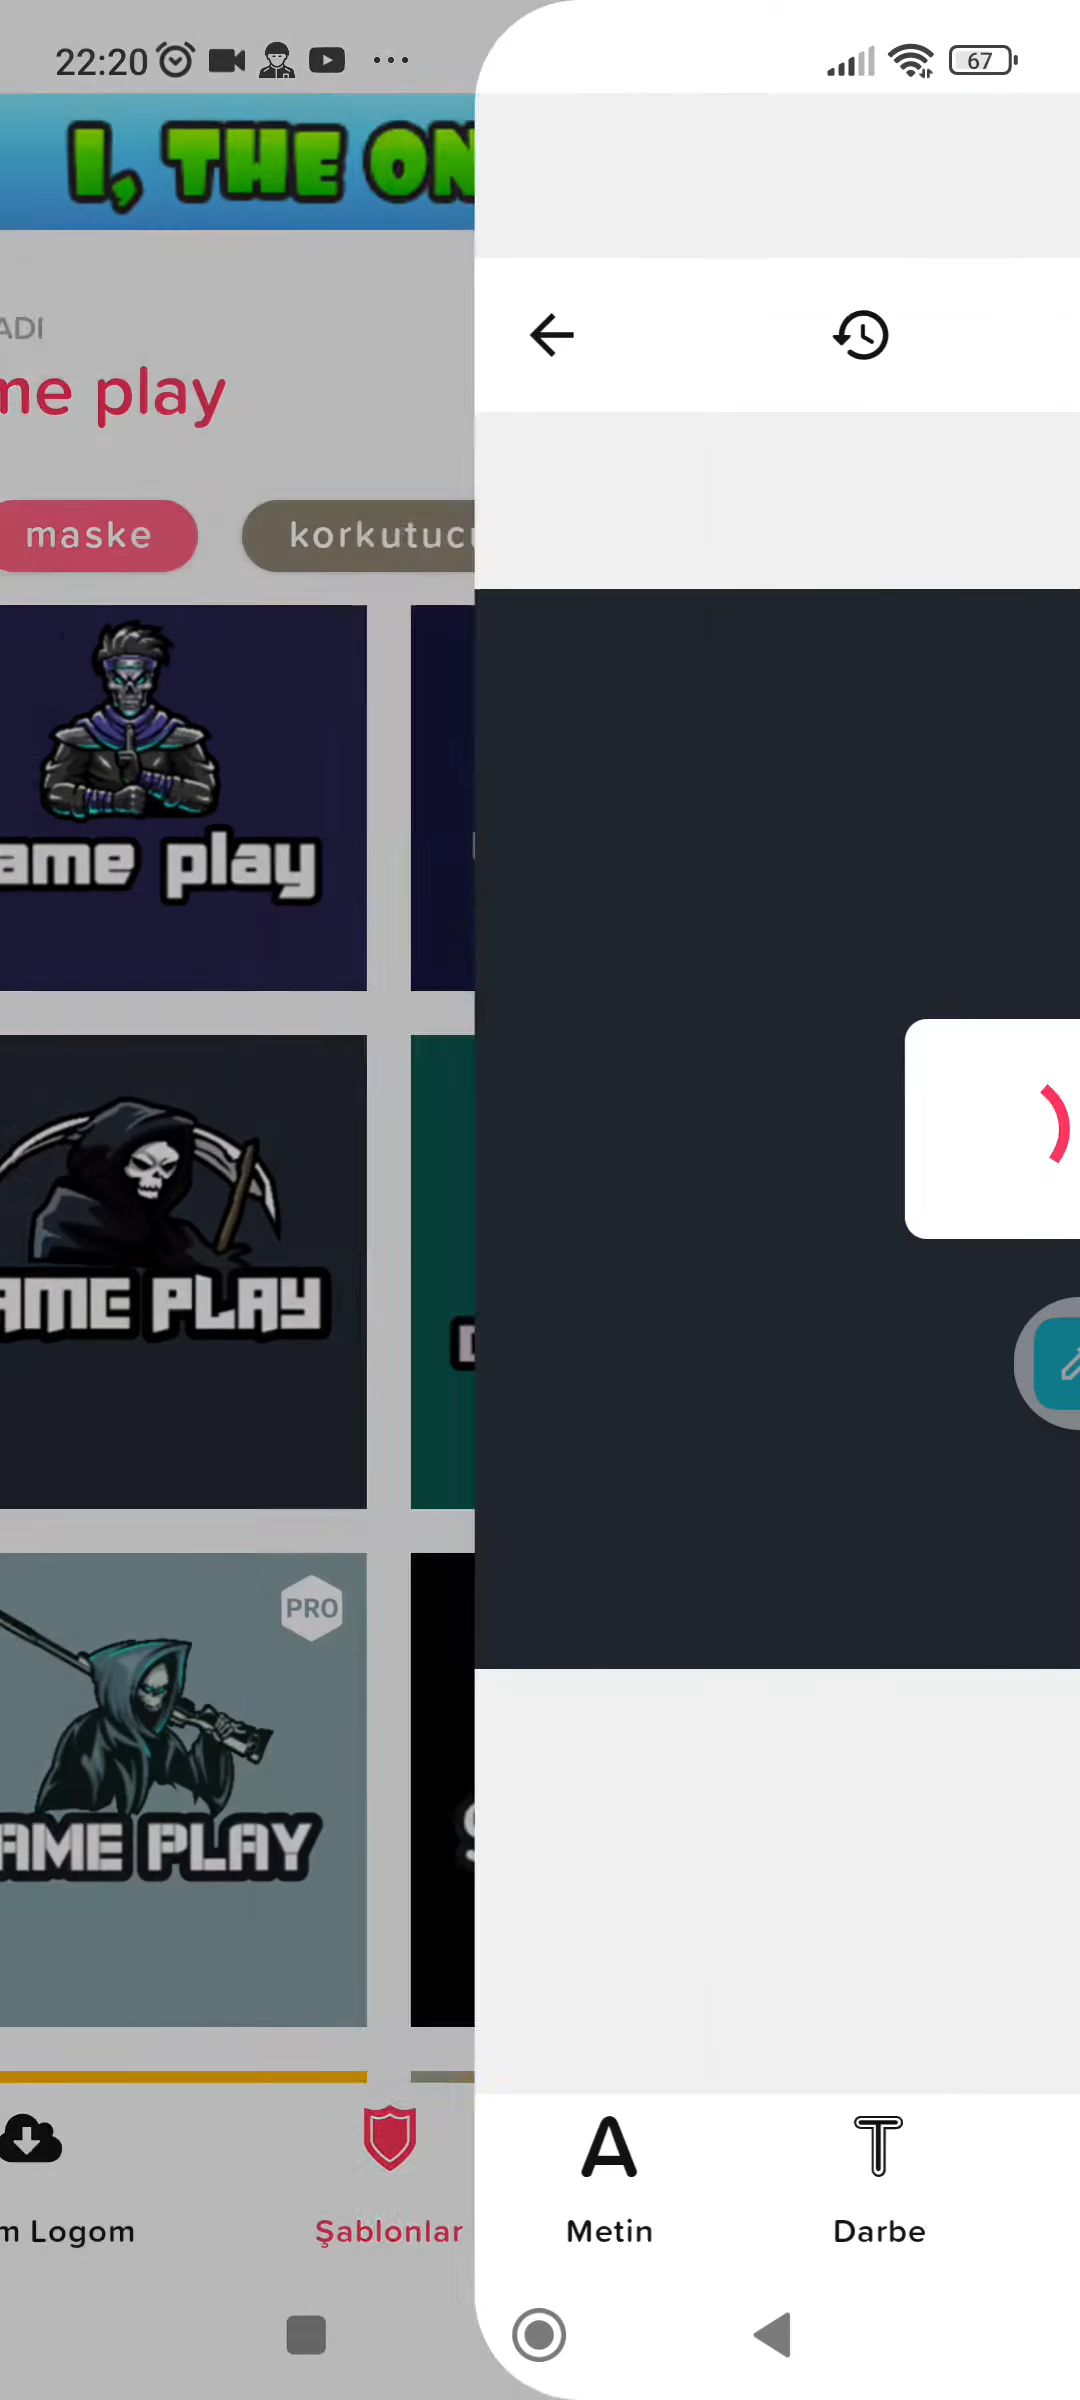 22:20
67
I, THE ON
ADI
me play
maske
korkutucu
ame play
AME PLAY
PRO
AME PLAY
m Logom
Şablonlar
Metin
Darbe